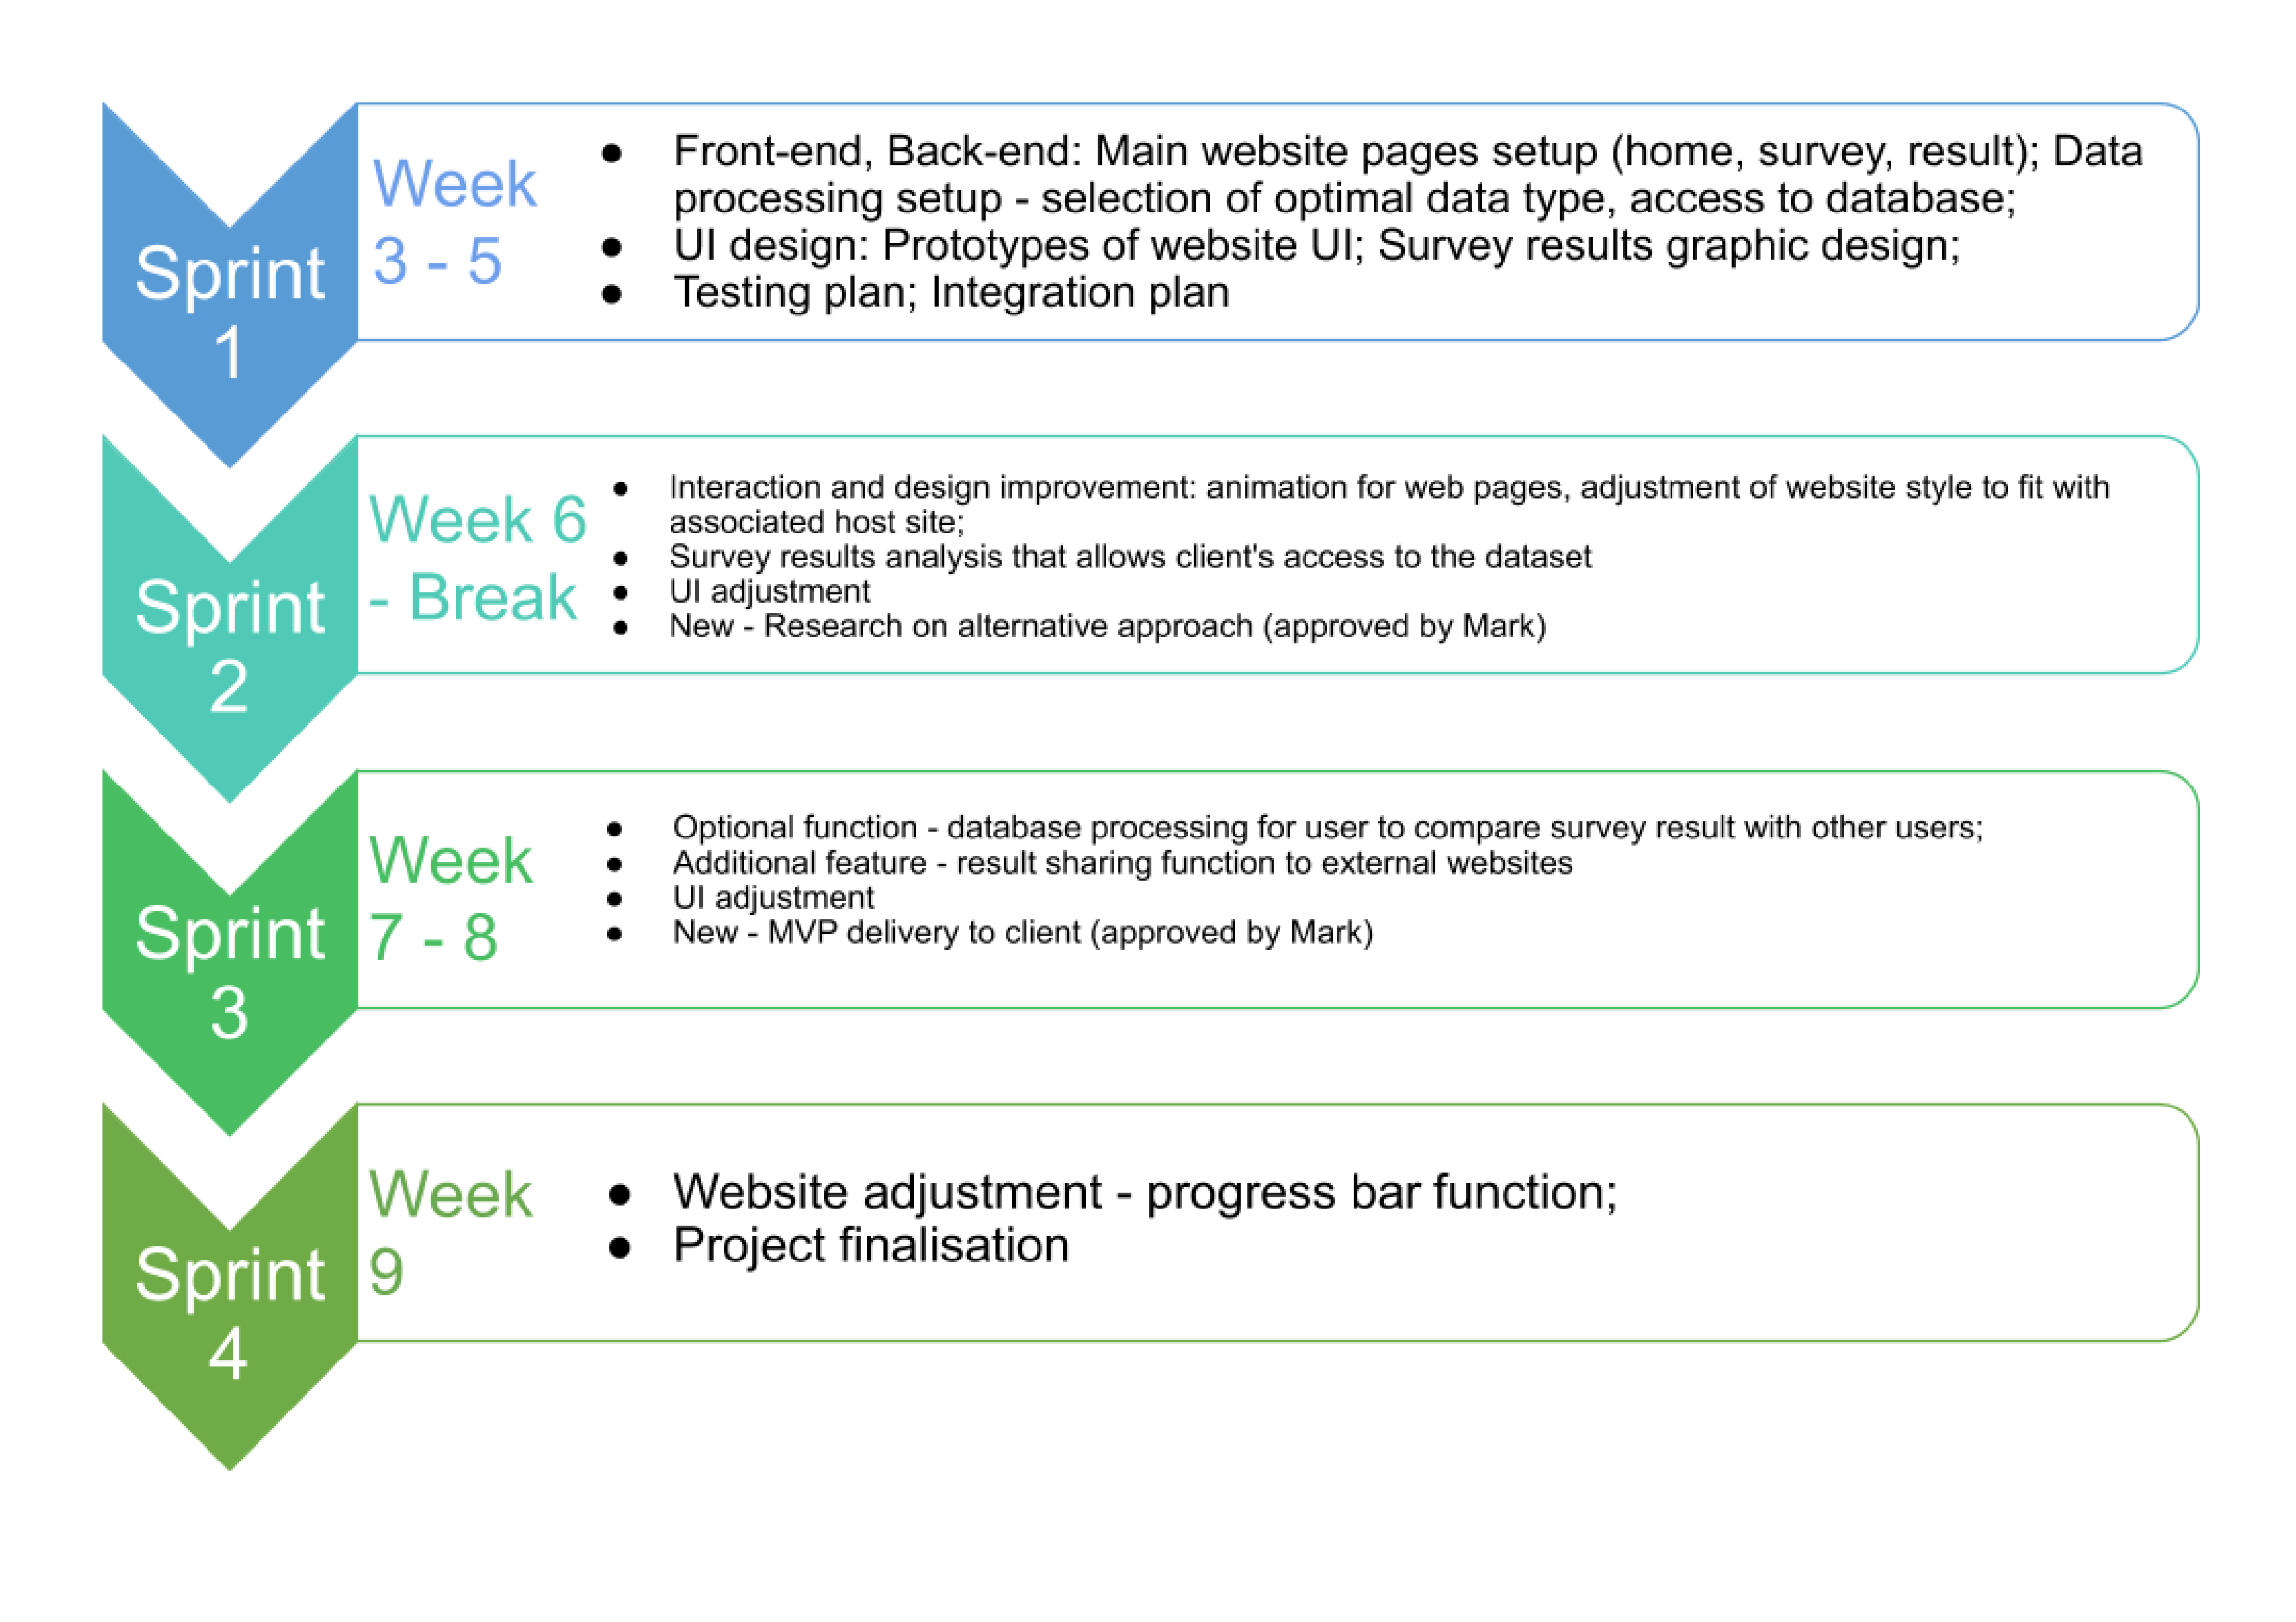 Sprint
1
Week
3 - 5
● Front-end, Back-end: Main website pages setup (home, survey, result); Data
processing setup - selection of optimal data type, access to database;
● UI design: Prototypes of website UI; Survey results graphic design;
● Testing plan; Integration plan
Sprint
2
Week 6
- Break
● Interaction and design improvement: animation for web pages, adjustment of website style to fit with
associated host site;
● Survey results analysis that allows client's access to the dataset
● UI adjustment
● New - Research on alternative approach (approved by Mark)
Sprint
3
Week
7 - 8
● Optional function - database processing for user to compare survey result with other users;
● Additional feature - result sharing function to external websites
● UI adjustment
● New - MVP delivery to client (approved by Mark)
Sprint
4
Week
9
● Website adjustment - progress bar function;
● Project finalisation